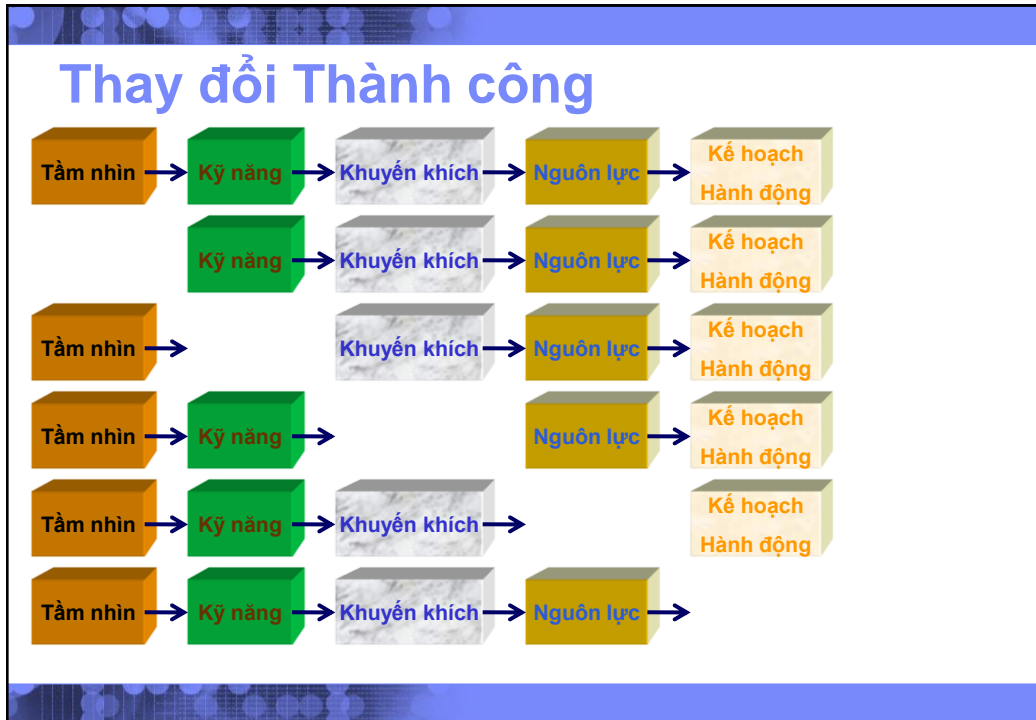 Thay đổi Thành công
Tầm nhìn Kỹ năng Khuyến khích Nguồn lực Kế hoạch
Hành động
Kỹ năng Khuyến khích Nguồn lực Kế hoạch
Hành động
Tầm nhìn Khuyến khích Nguồn lực Kế hoạch
Hành động
Tầm nhìn Kỹ năng Nguồn lực Kế hoạch
Hành động
Tầm nhìn Kỹ năng Khuyến khích Kế hoạch
Hành động
Tầm nhìn Kỹ năng Khuyến khích Nguồn lực